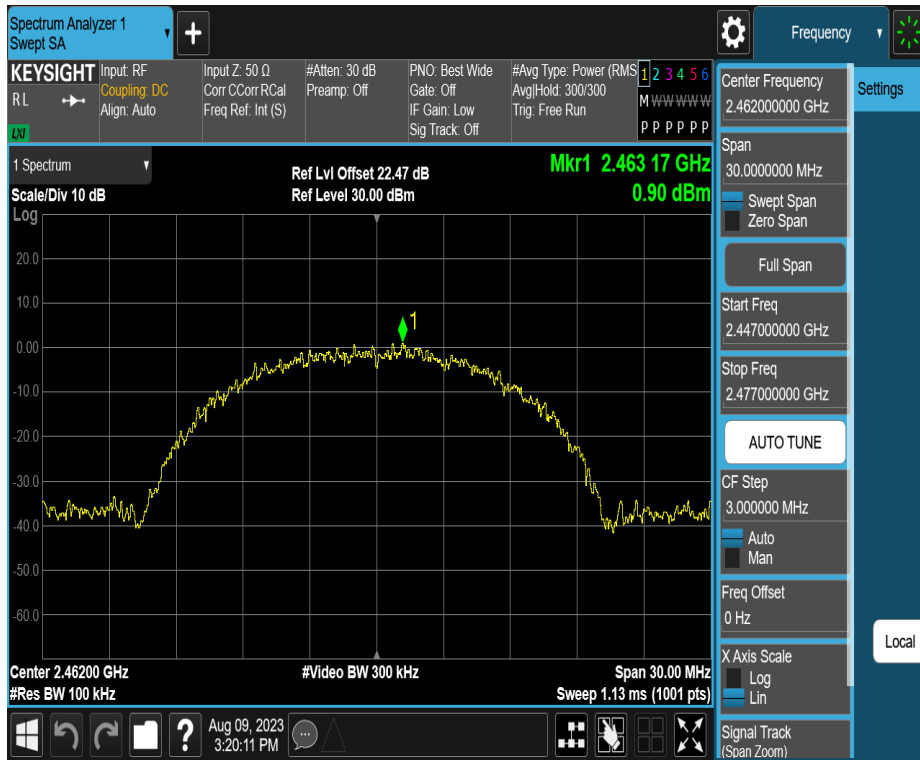 Spectrum Analyzer 1
Swept SA
+
Frequency
KEYSIGHT
R L
LXI
Input: RF
Coupling: DC
Align: Auto
Input Z: 50 Ω
Corr CCorr RCal
Freq Ref: Int (S)
#Atten: 30 dB
Preamp: Off
PNO: Best Wide
Gate: Off
IF Gain: Low
Sig Track: Off
#Avg Type: Power (RMS
Avg|Hold: 300/300
Trig: Free Run
1 2 3 4 5 6
M W W W W W
P P P P P P
1 Spectrum
Scale/Div 10 dB
Log
Ref Lvl Offset 22.47 dB
Ref Level 30.00 dBm
Mkr1 2.463 17 GHz
0.90 dBm
20.0
10.0
0.00
-10.0
-20.0
-30.0
-40.0
-50.0
-60.0
1
Center 2.46200 GHz
#Res BW 100 kHz
#Video BW 300 kHz
Span 30.00 MHz
Sweep 1.13 ms (1001 pts)
?
Aug 09, 2023
3:20:11 PM
Center Frequency
2.462000000 GHz
Span
30.0000000 MHz
Swept Span
Zero Span
Full Span
Start Freq
2.447000000 GHz
Stop Freq
2.477000000 GHz
AUTO TUNE
CF Step
3.000000 MHz
Auto
Man
Freq Offset
0 Hz
X Axis Scale
Log
Lin
Signal Track
(Span Zoom)
Settings
Local